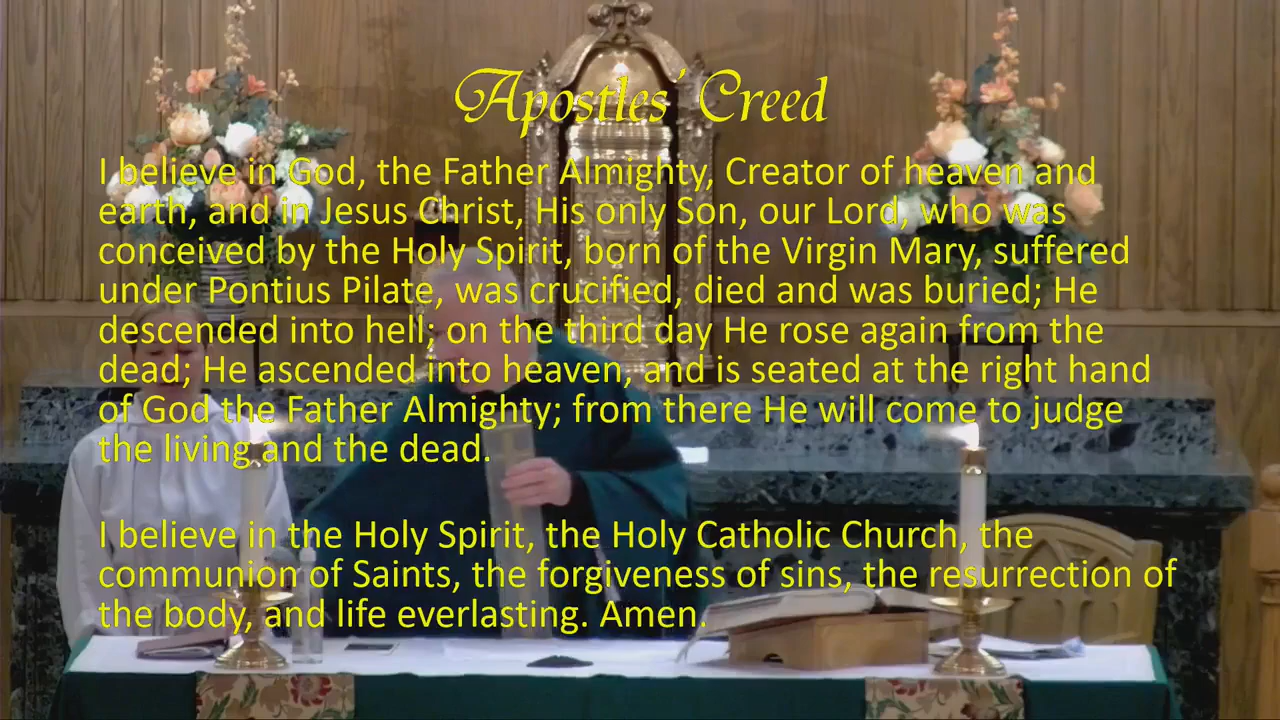 Apostles' Creed
I believe in God, the Father Almighty, Creator of heaven and
earth, and in Jesus Christ, His only Son, our Lord, who was
conceived by the Holy Spirit, born of the Virgin Mary, suffered
under Pontius Pilate, was crucified, died and was buried; He
descended into hell; on the third day He rose again from the
dead; He ascended into heaven, and is seated at the right hand
of God the Father Almighty; from there He will come to judge
the living and the dead.
I believe in the Holy Spirit, the Holy Catholic Church, the
communion of Saints, the forgiveness of sins, the resurrection of
the body, and life everlasting. Amen.